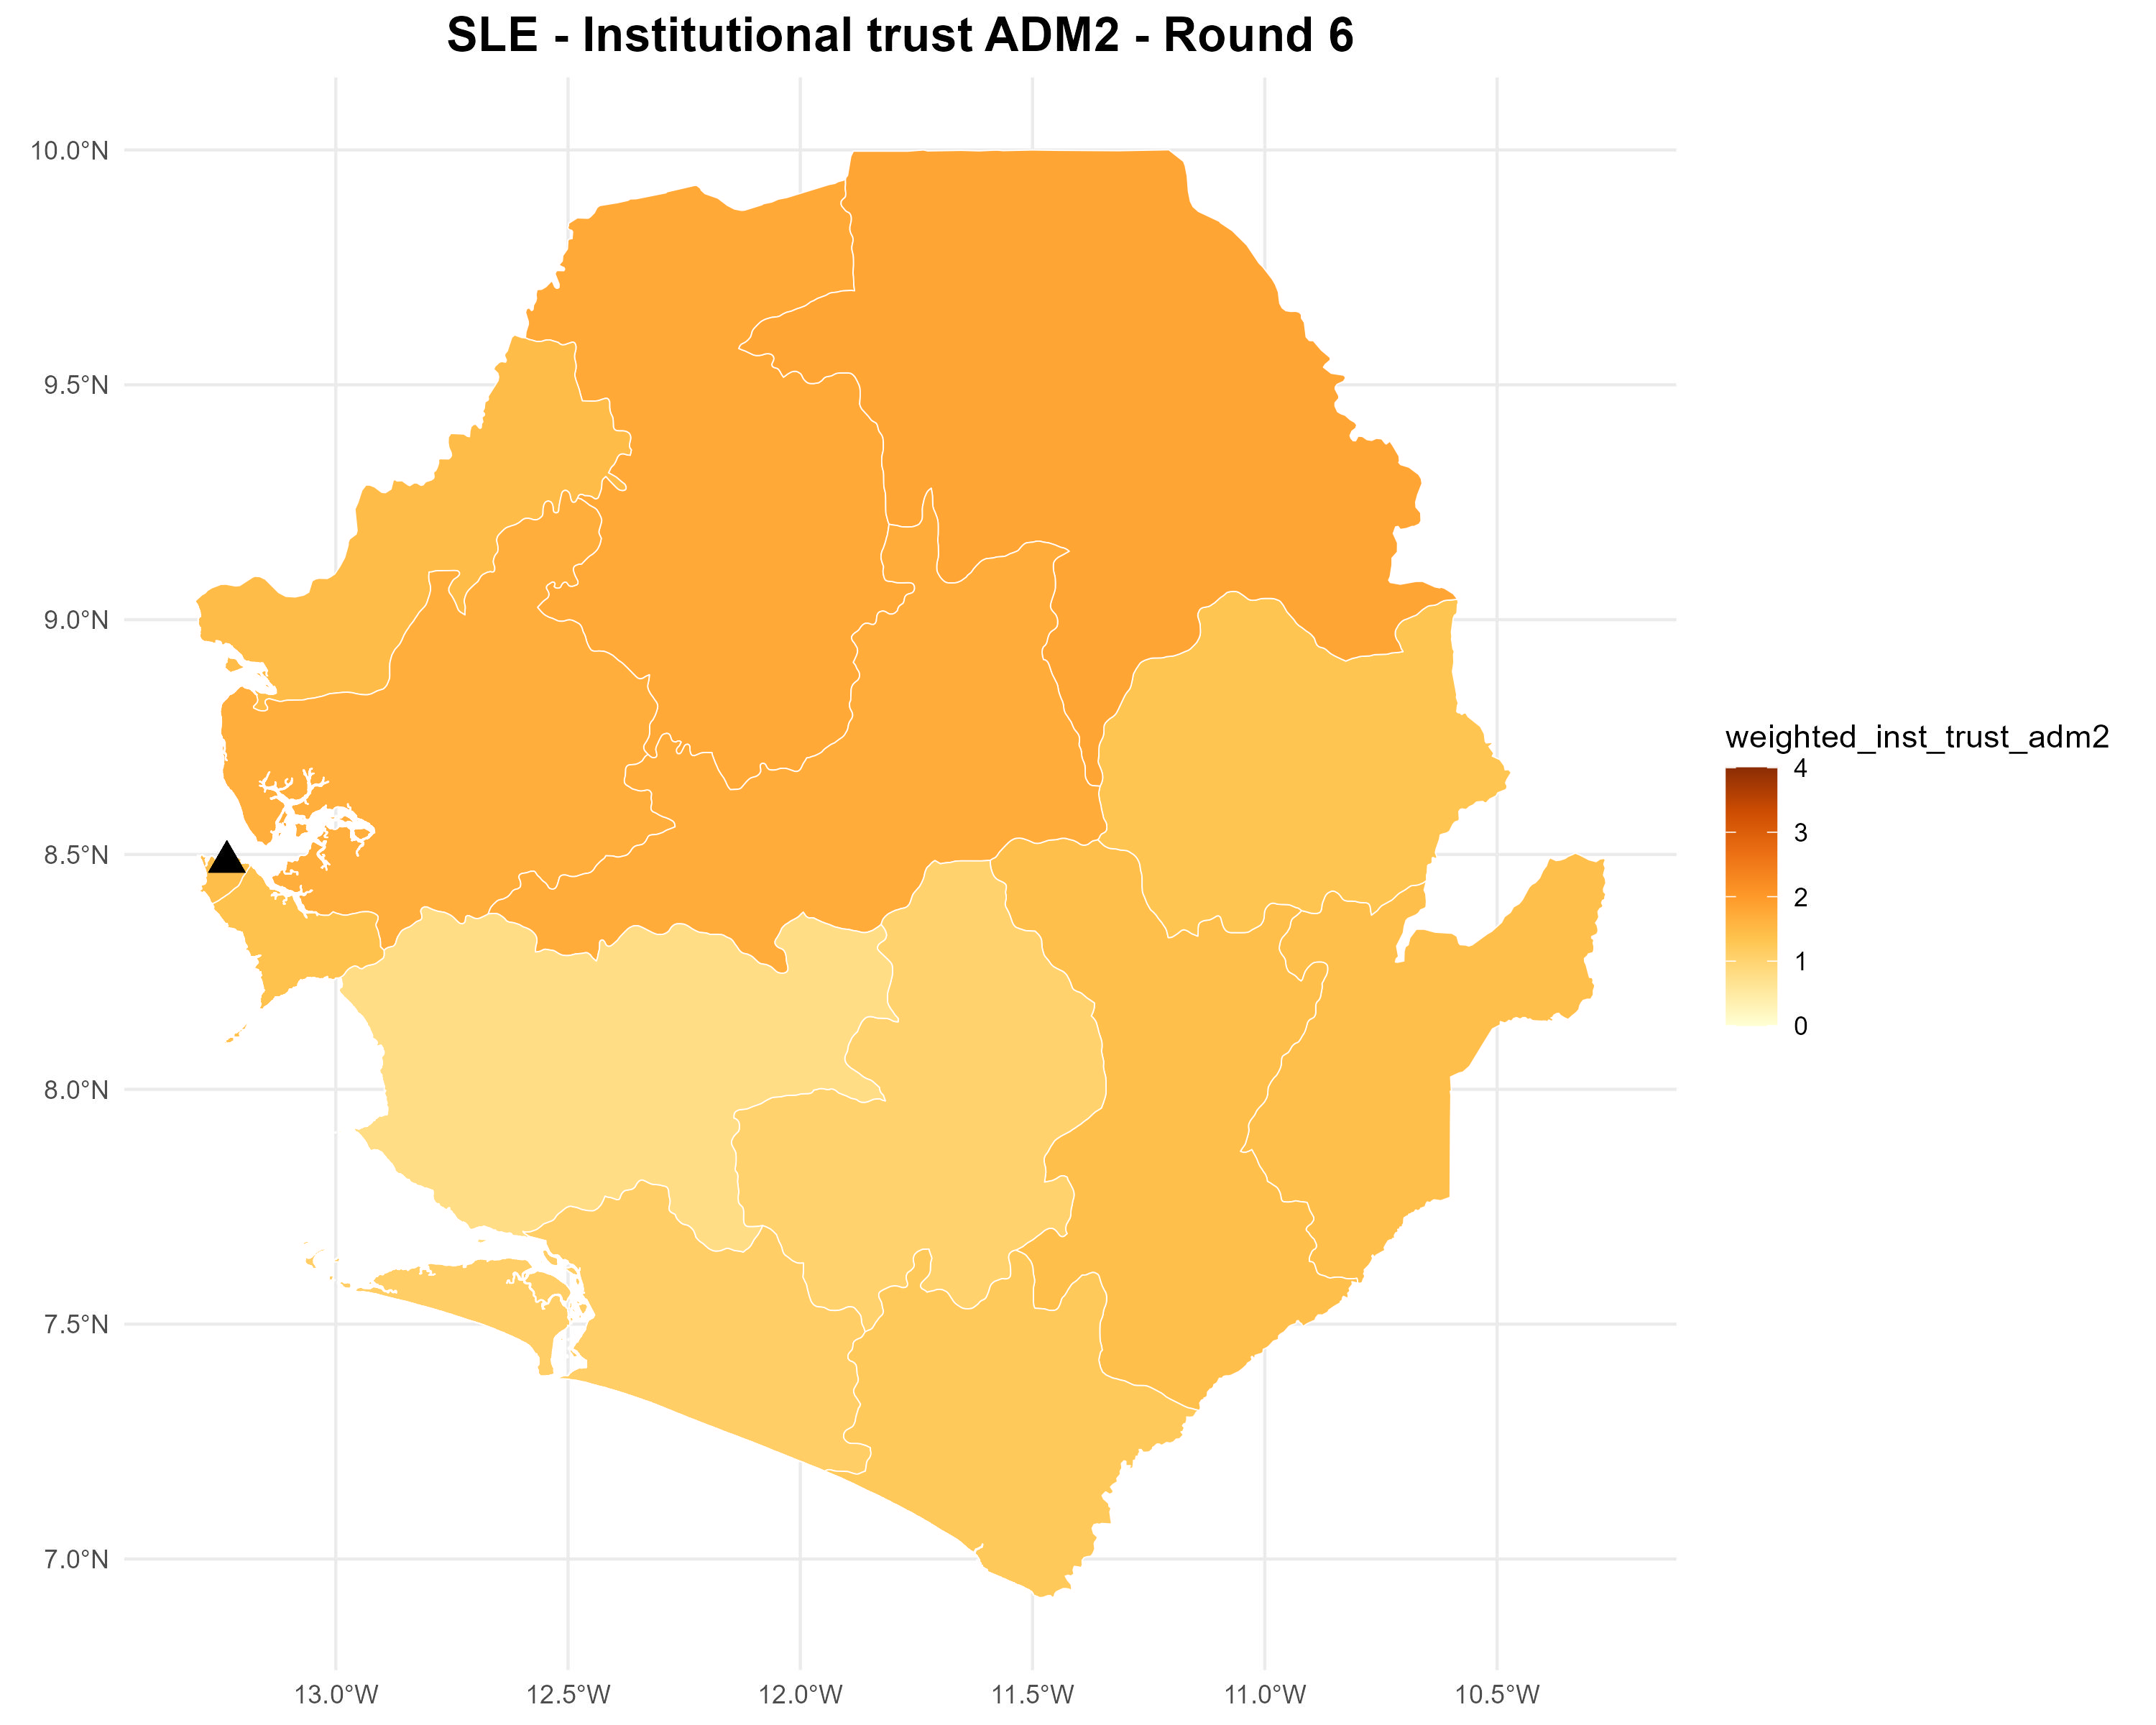 SLE - Institutional trust ADM2 - Round 6
10.0°N
9.5°N
9.0°N
8.5°N
8.0°N
7.5°N
7.0°N
13.0°W
12.5°W
12.0°W
11.5°W
11.0°W
10.5°W
weighted_inst_trust_adm2
4
3
2
1
0